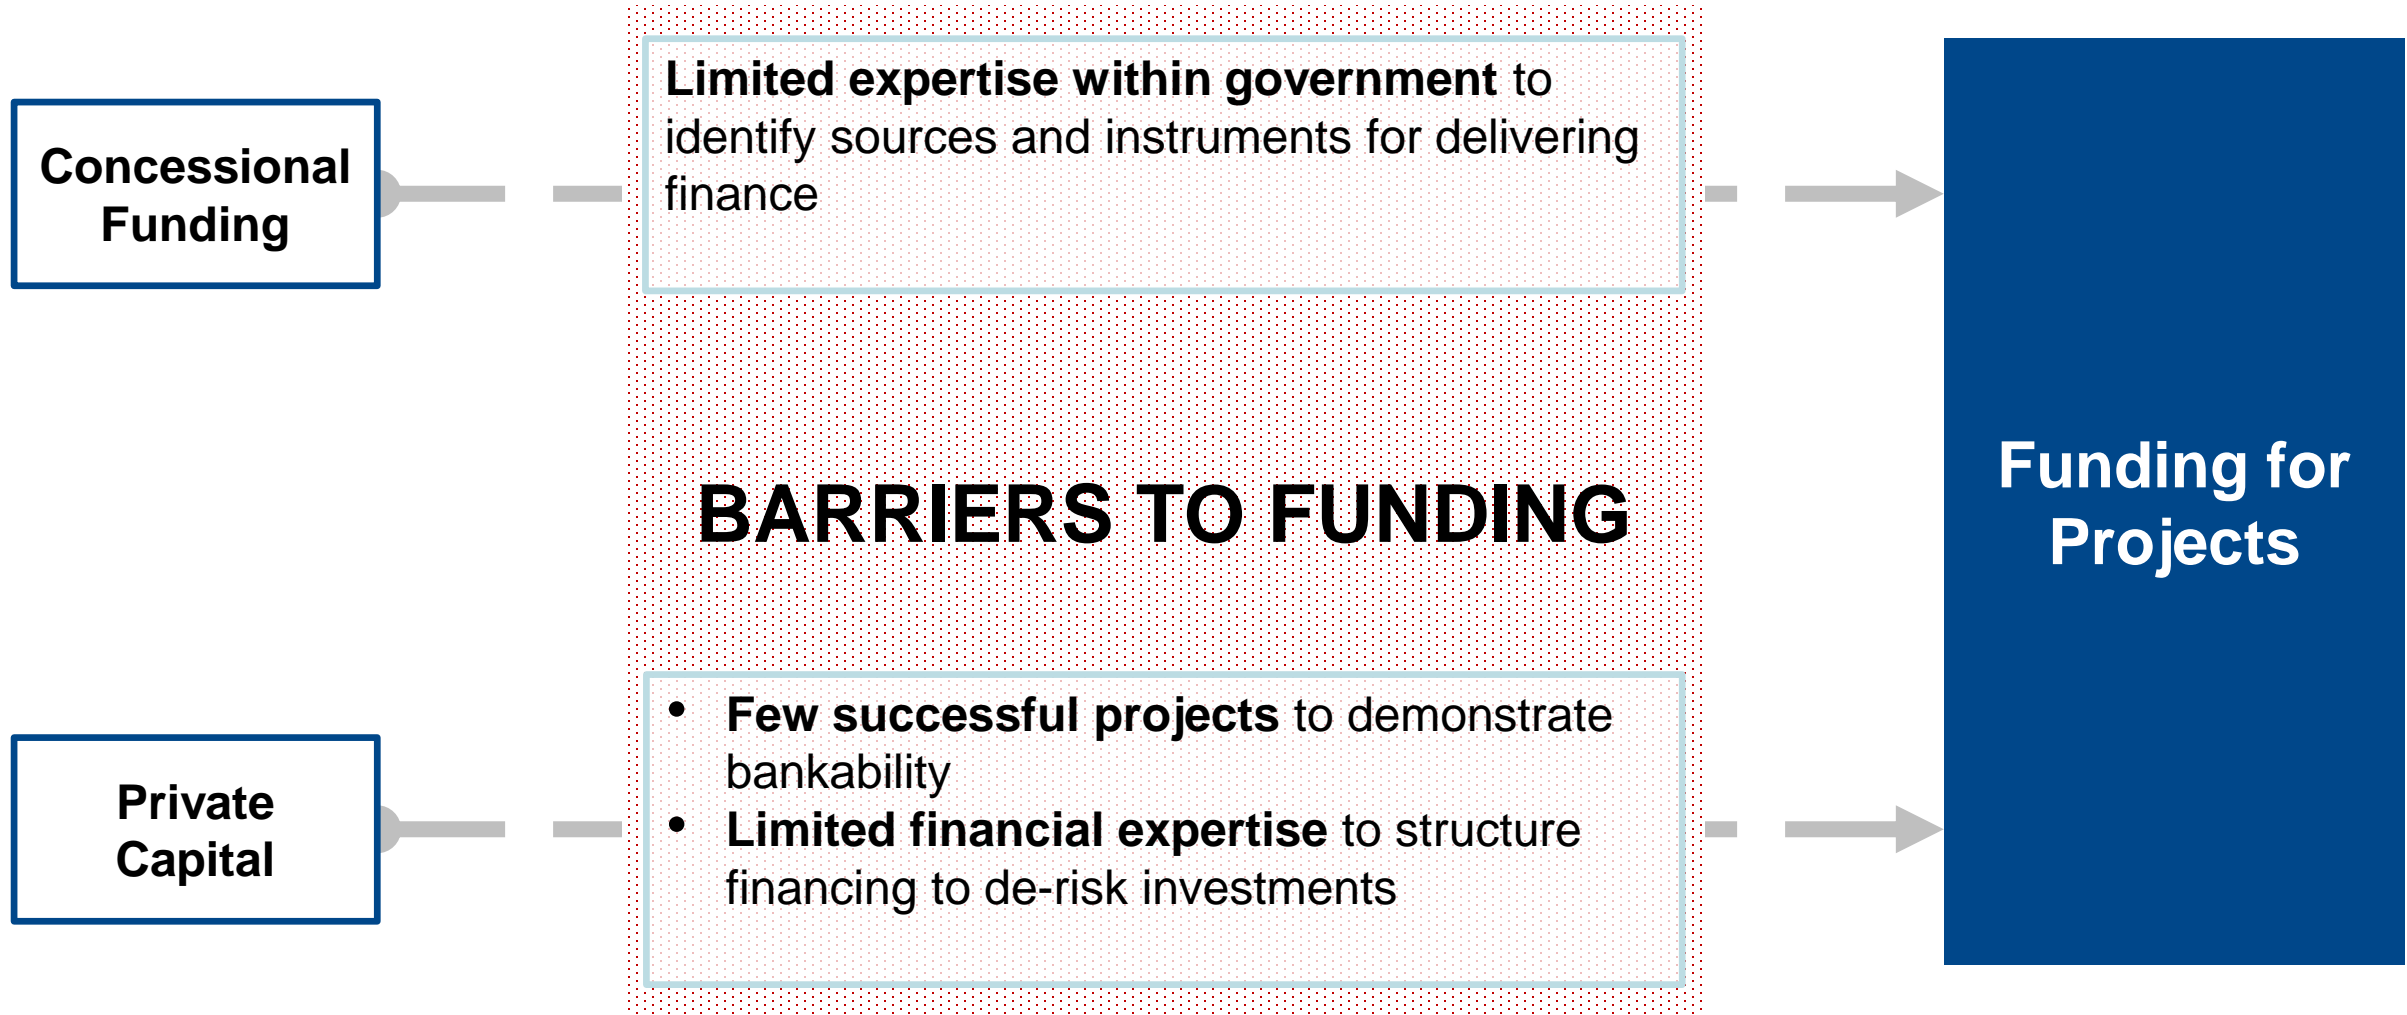 Concessional
Funding
Limited expertise within government to
identify sources and instruments for delivering
finance
BARRIERS TO FUNDING
Private
Capital
• Few successful projects to demonstrate
bankability
• Limited financial expertise to structure
financing to de-risk investments
Funding for
Projects